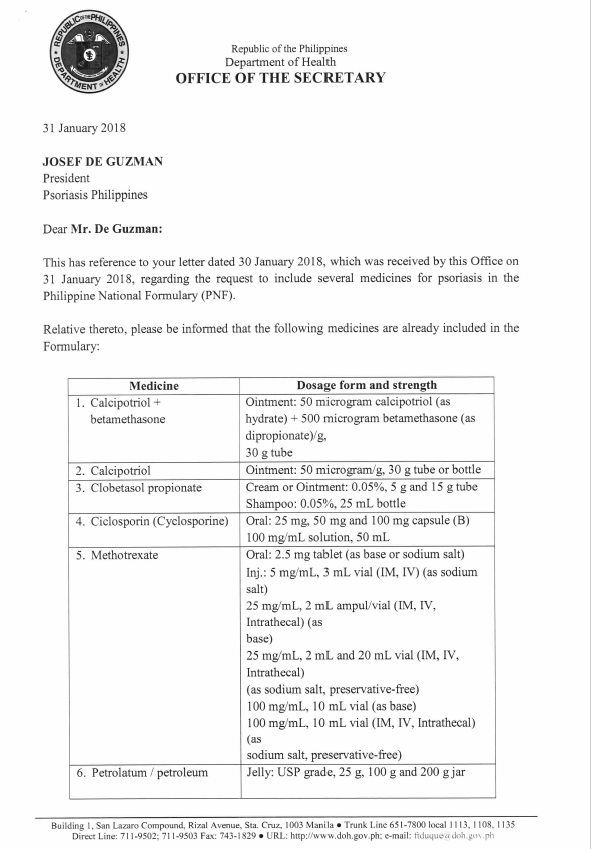 REPUBLIC OF THE PHILIPPINES
DEPARTMENT OF HEALTH
Republic of the Philippines
Department of Health
OFFICE OF THE SECRETARY
31 January 2018
JOSEF DE GUZMAN
President
Psoriasis Philippines
Dear Mr. De Guzman:
This has reference to your letter dated 30 January 2018, which was received by this Office on
31 January 2018, regarding the request to include several medicines for psoriasis in the
Philippine National Formulary (PNF).
Relative thereto, please be informed that the following medicines are already included in the
Formulary:
Medicine Dosage form and strength
1. Calcipotriol +
betamethasone
Ointment: 50 microgram calcipotriol (as
hydrate) + 500 microgram betamethasone (as
dipropionate)/g,
30 g tube
2. Calcipotriol
Ointment: 50 microgram/g, 30 g tube or bottle
3. Clobetasol propionate
Cream or Ointment: 0.05%, 5 g and 15 g tube
Shampoo: 0.05%, 25 mL bottle
4. Ciclosporin (Cyclosporine)
Oral: 25 mg, 50 mg and 100 mg capsule (B)
100 mg/mL solution, 50 mL
5. Methotrexate
Oral: 2.5 mg tablet (as base or sodium salt)
Inj.: 5 mg/mL, 3 mL vial (IM, IV) (as sodium
salt)
25 mg/mL, 2 mL ampul/vial (IM, IV,
Intrathecal) (as
base)
25 mg/mL, 2 mL and 20 mL vial (IM, IV,
Intrathecal)
(as sodium salt, preservative-free)
100 mg/mL, 10 mL vial (as base)
100 mg/mL, 10 mL vial (IM, IV, Intrathecal)
(as
sodium salt, preservative-free)
6. Petrolatum / petroleum
Jelly: USP grade, 25 g, 100 g and 200 g jar
Building 1, San Lazaro Compound, Rizal Avenue, Sta. Cruz, 1003 Manila ● Trunk Line 651-7800 local 1113, 1108, 1135
Direct Line: 711-9502; 711-9503 Fax: 743-1829 ● URL: http://www.doh.gov.ph; e-mail: ftduque@doh.gov.ph